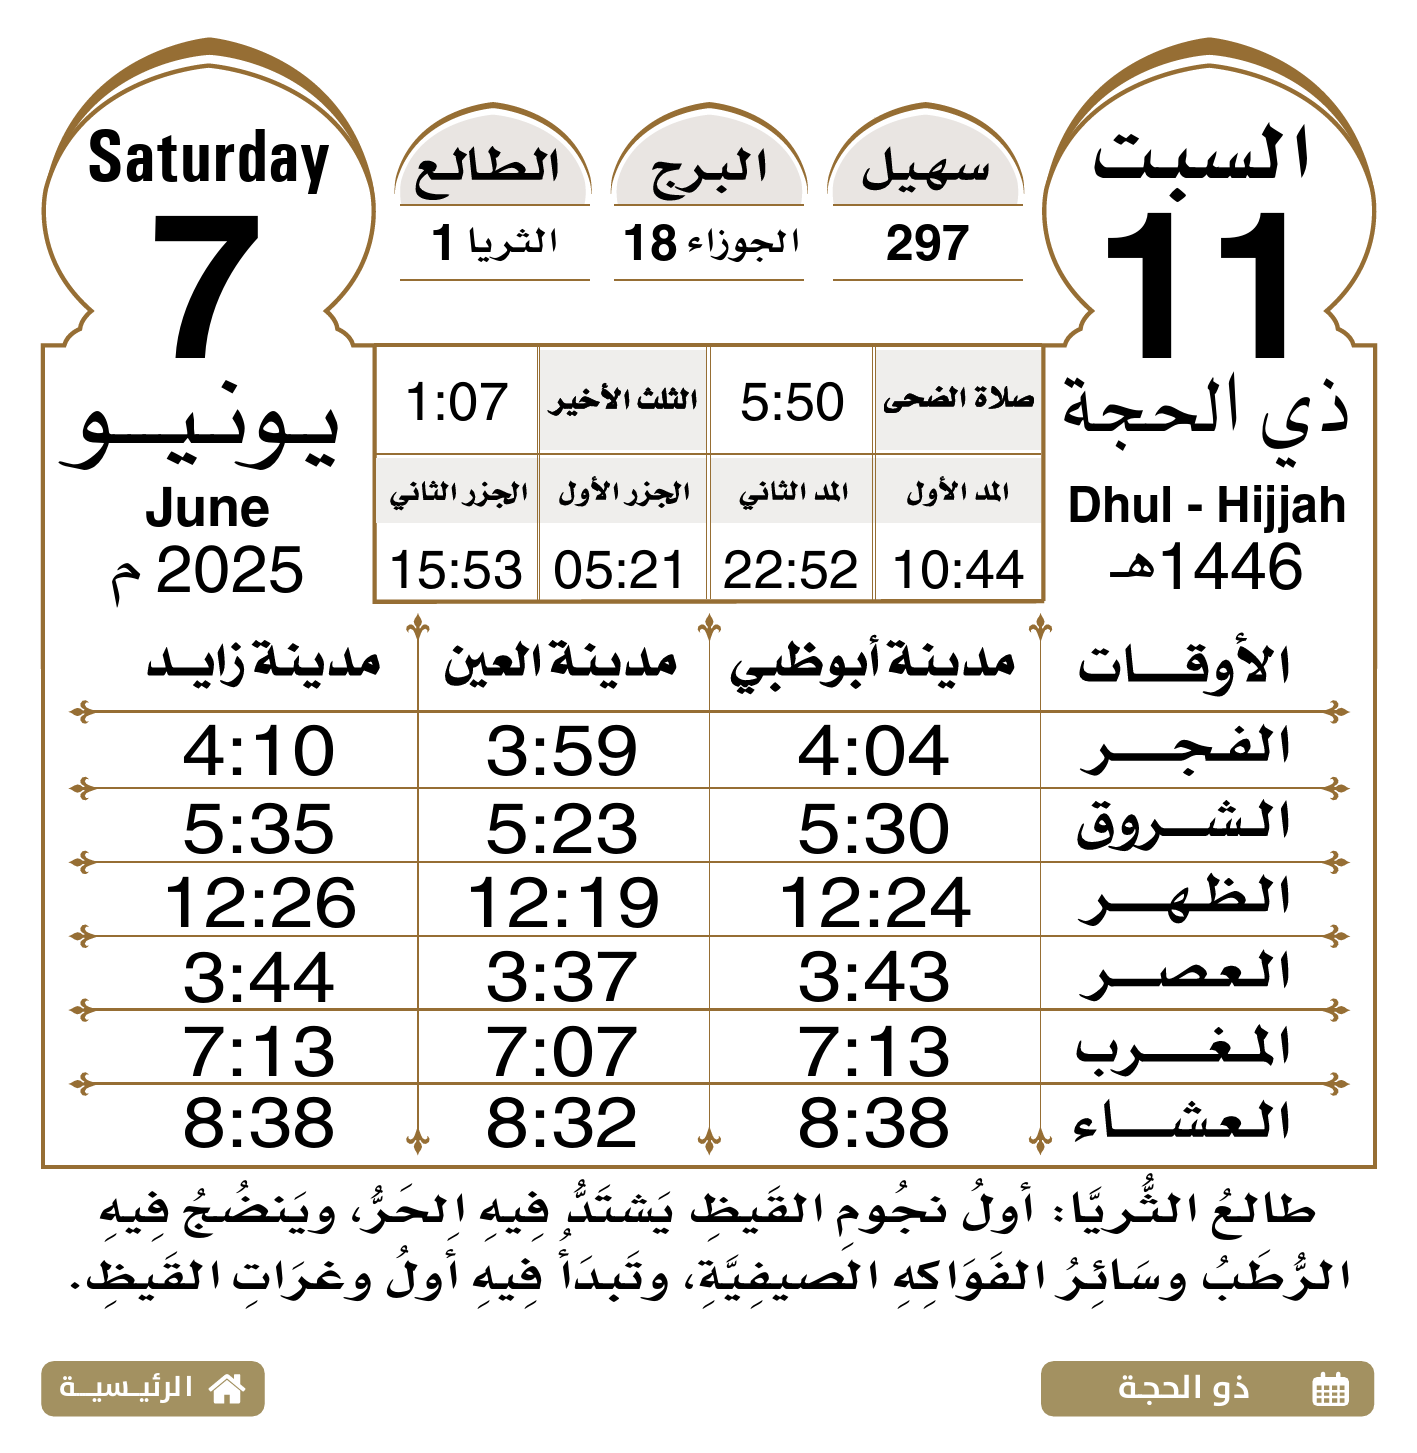 السبت
11
ذي الحجة
Dhul - Hijjah
1446هـ
سهيل
297
البرج
الجوزاء 18
الطالع
الثريا 1
Saturday
7
يونيو
June
2025 م
صلاة الضحى 5:50 الثلث الأخير 1:07
المد الأول المد الثاني الجزر الأول الجزر الثاني
10:44 22:52 05:21 15:53
الأوقات مدينة أبوظبي مدينة العين مدينة زايد
الفجر 4:04 3:59 4:10
الشروق 5:30 5:23 5:35
الظهر 12:24 12:19 12:26
العصر 3:43 3:37 3:44
المغرب 7:13 7:07 7:13
العشاء 8:38 8:32 8:38
طالعُ الثُّريَّا: أولُ نجُومِ القَيظِ يَشتَدُّ فِيهِ اِلحَرُّ، ويَنضُجُ فِيهِ
الرُّطَبُ وسَائِرُ الفَوَاكِهِ الصيفِيَّةِ، وتَبدَأُ فِيهِ أولُ وغرَاتِ القَيظِ.
ذو الحجة
الرئيسية